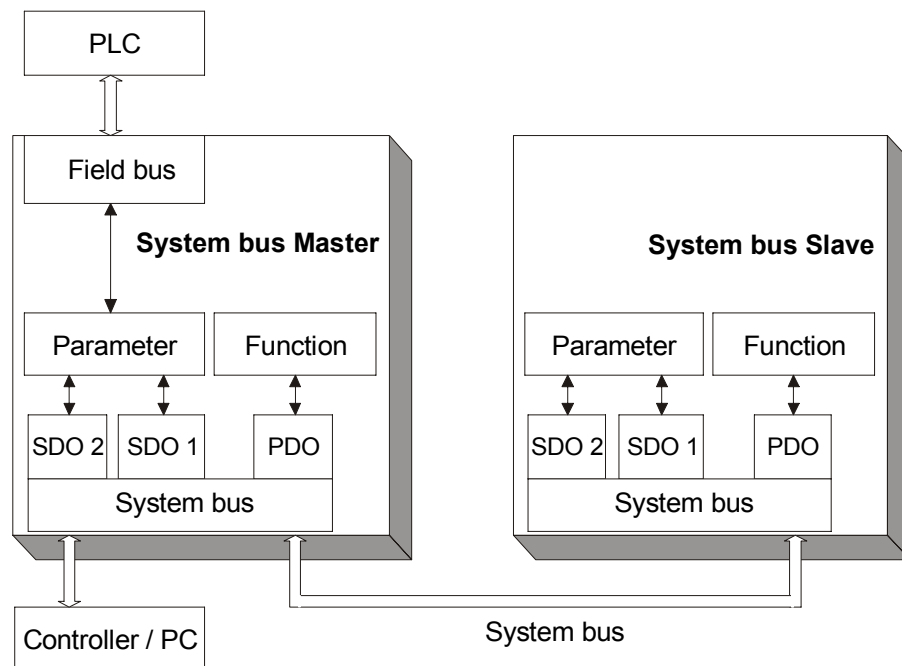 PLC
Field bus
System bus Master
System bus Slave
Parameter
Function
Parameter
Function
SDO 2
SDO 1
PDO
SDO 2
SDO 1
PDO
System bus
System bus
Controller / PC
System bus